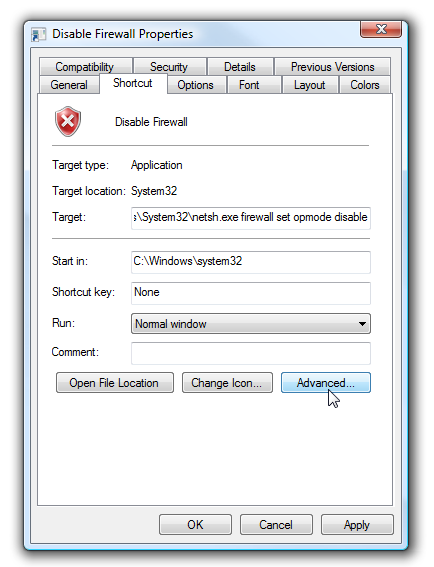 Disable Firewall Properties
Compatibility Security Details Previous Versions
General Shortcut Options Font Layout Colors
Disable Firewall
Target type: Application
Target location: System32
Target: \System32\netsh.exe firewall set opmode disable
Start in: C:\Windows\system32
Shortcut key: None
Run: Normal window
Comment:
Open File Location Change Icon... Advanced...
OK Cancel Apply